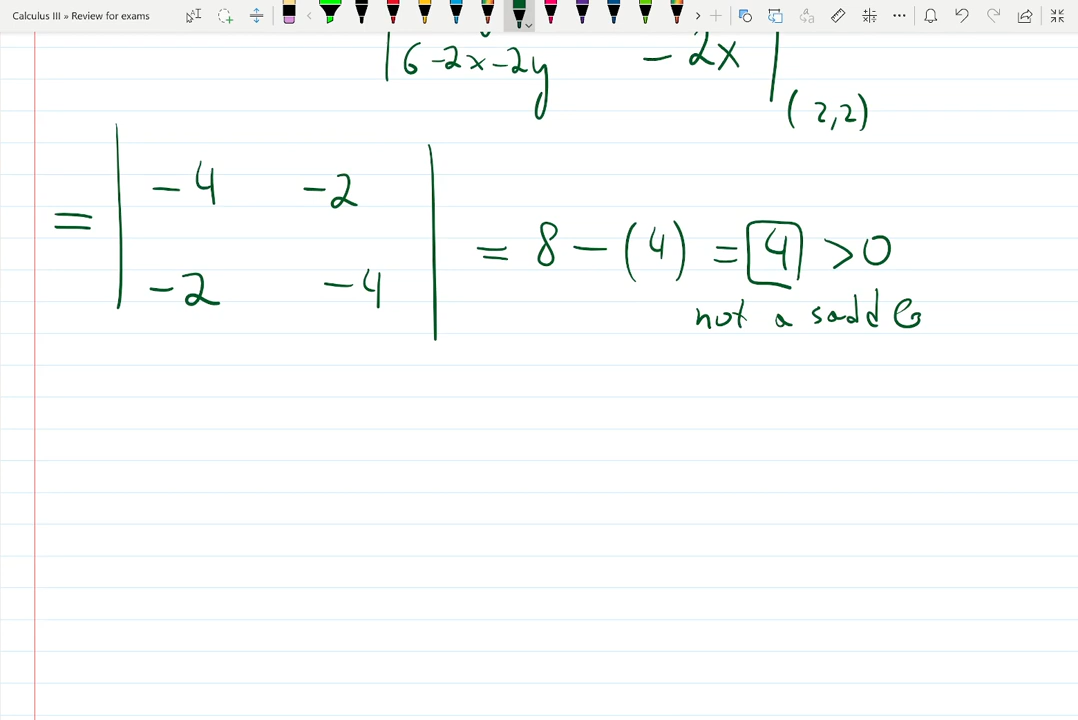 Calculus III » Review for exams
| 6-2x-2y -2x | (2,2)
= | -4 -2 |
| -2 -4 | = 8 - (4) = 4 > 0
not a saddle